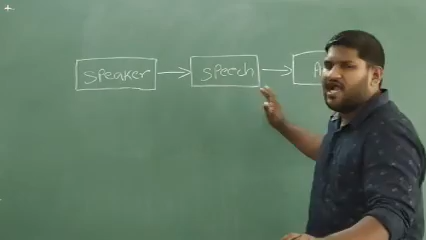 Speaker → Speech →